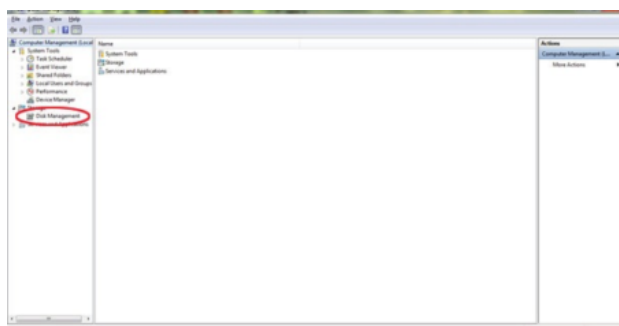 File Action View Help
Computer Management (Local
System Tools
Task Scheduler
Event Viewer
Shared Folders
Local Users and Groups
Performance
Device Manager
Storage
Disk Management
Services and Applications
Name
System Tools
Storage
Services and Applications
Actions
Computer Management (L...
More Actions